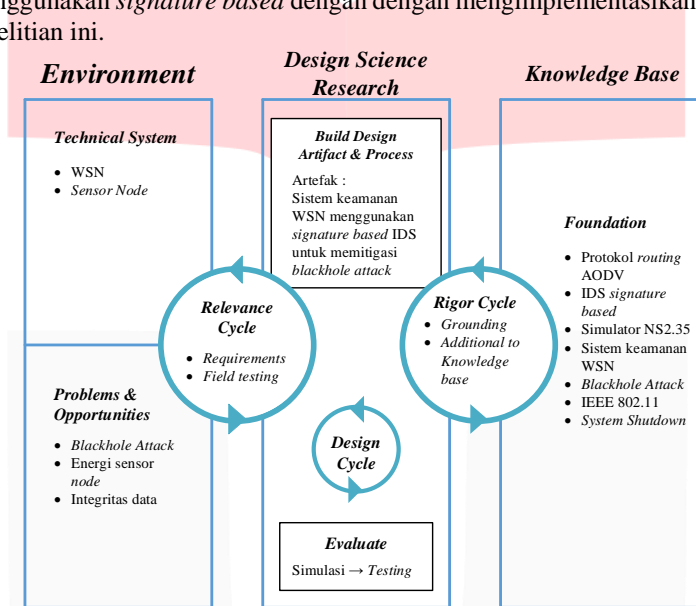 menggunakan signature based dengan dengan mengimplementasikan
penelitian ini.
Environment
Technical System
• WSN
• Sensor Node
Problems &
Opportunities
• Blackhole Attack
• Energi sensor
node
• Integritas data
Relevance
Cycle
• Requirements
• Field testing
Design Science
Research
Build Design
Artifact & Process
Artefak :
Sistem keamanan
WSN menggunakan
signature based IDS
untuk memitigasi
blackhole attack
Design
Cycle
Evaluate
Simulasi → Testing
Rigor Cycle
• Grounding
• Additional to
Knowledge
base
Knowledge Base
Foundation
• Protokol routing
AODV
• IDS signature
based
• Simulator NS2.35
• Sistem keamanan
WSN
• Blackhole Attack
• IEEE 802.11
• System Shutdown